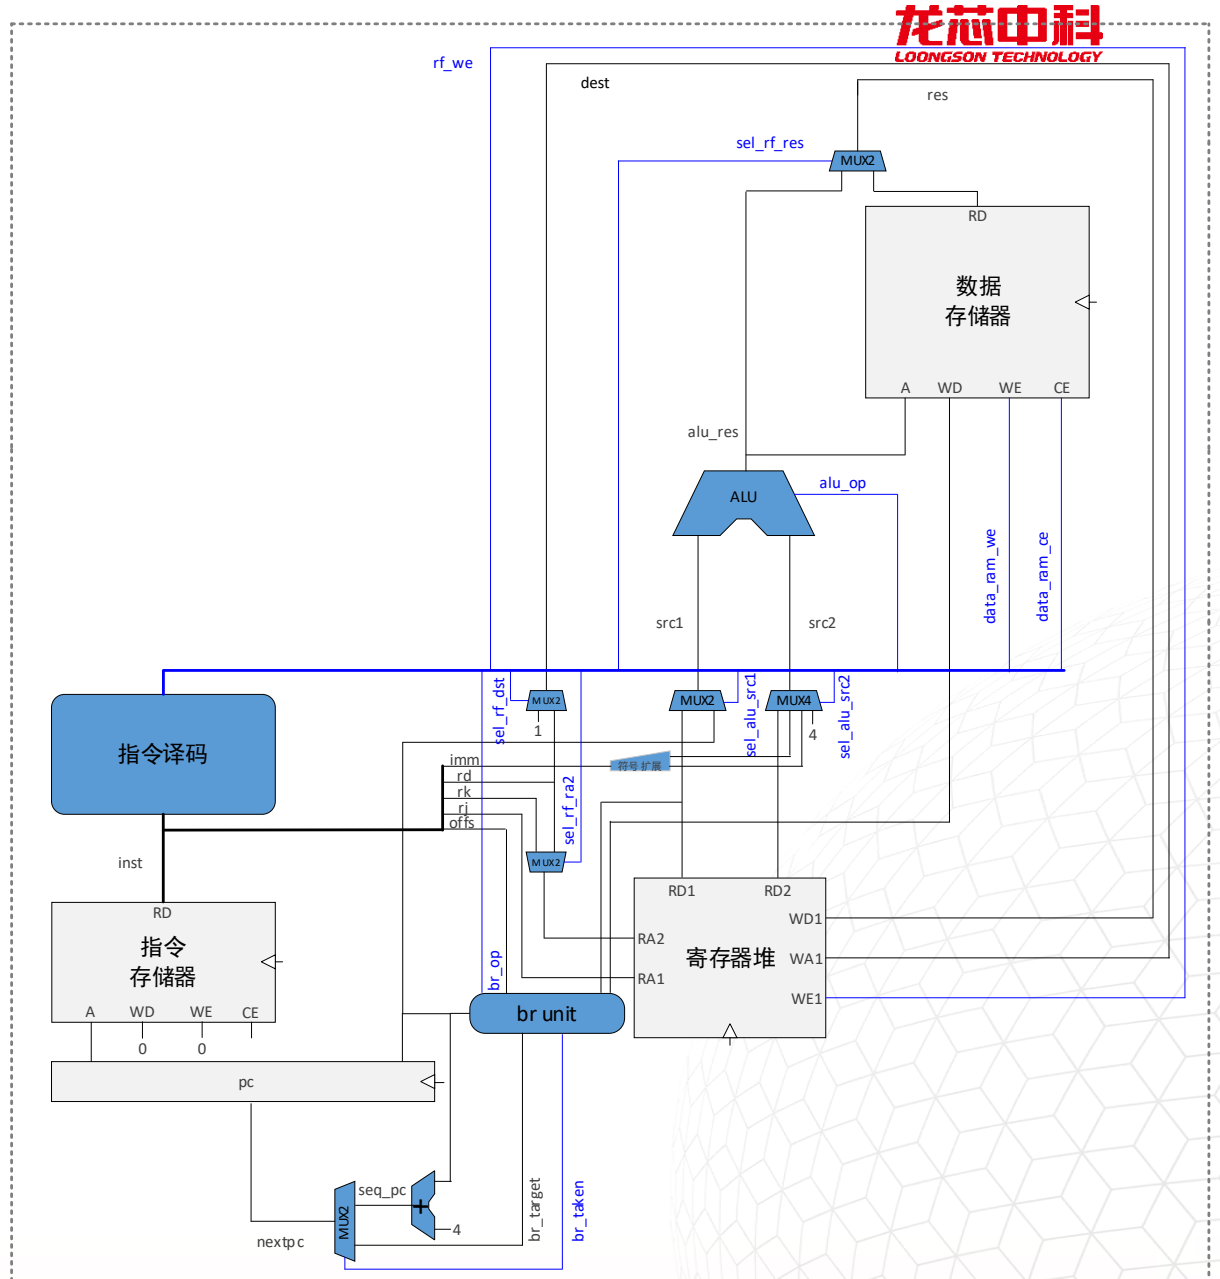 龙芯中科
LOONGSON TECHNOLOGY
rf_we
dest
res
sel_rf_res
MUX2
RD
数据
存储器
A
WD
WE
CE
alu_res
ALU
alu_op
data_ram_we
data_ram_ce
src1
src2
指令译码
sel_rf_dst
MUX2
1
MUX2
sel_alu_src1
MUX4
4
sel_alu_src2
imm
符号扩展
rd
rk
rj
offs
sel_rf_ra2
MUX2
inst
RD
指令
存储器
A
WD
WE
CE
0
0
RD1
RD2
WD1
RA2
寄存器堆
WA1
RA1
WE1
br_op
br unit
pc
seq_pc
+
4
MUX2
nextpc
br_target
br_taken